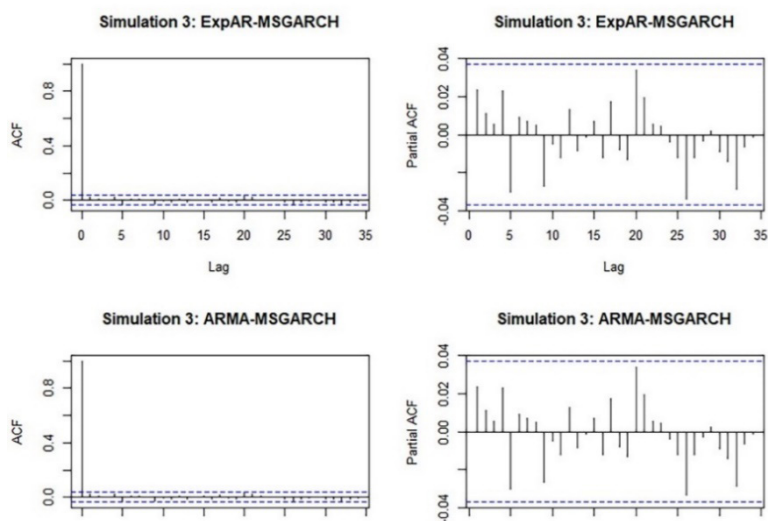 Simulation 3: ExpAR-MSGARCH
ACF
0.8
0.4
0.0
0 5 10 15 20 25 30 35
Lag
Simulation 3: ExpAR-MSGARCH
Partial ACF
0.04
0.02
0.00
-0.04
0 5 10 15 20 25 30 35
Lag
Simulation 3: ARMA-MSGARCH
ACF
0.8
0.4
0.0
Simulation 3: ARMA-MSGARCH
Partial ACF
0.04
0.02
0.00
-0.04